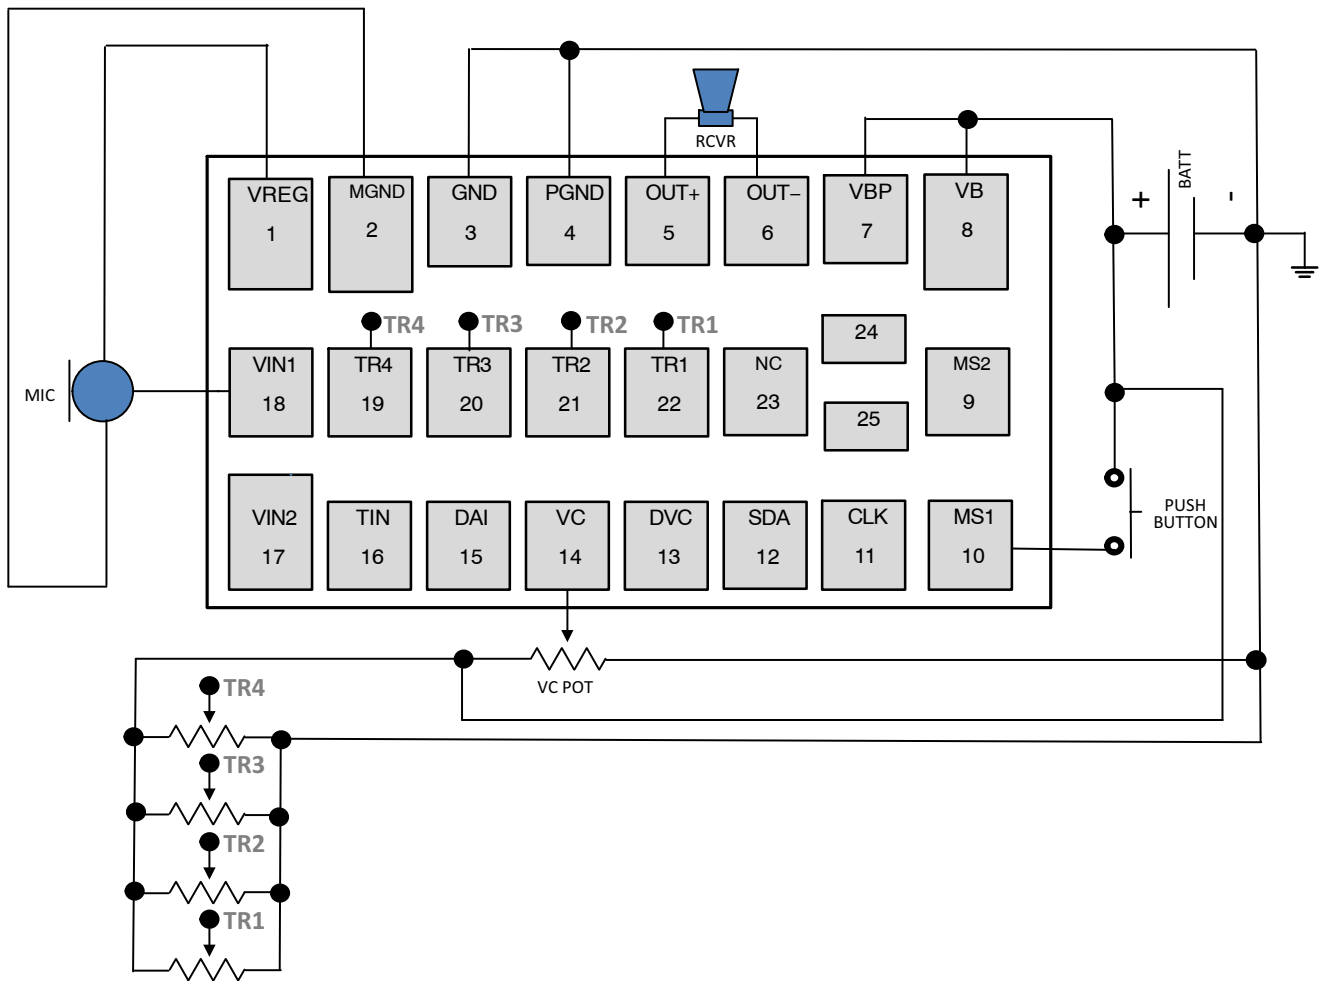 RCVR
BATT
+ -
VREG MGND GND PGND OUT+ OUT– VBP VB
1 2 3 4 5 6 7 8
TR4 TR3 TR2 TR1
24
VIN1 TR4 TR3 TR2 TR1 NC MS2
18 19 20 21 22 23 9
25
MIC
VIN2 TIN DAI VC DVC SDA CLK MS1
17 16 15 14 13 12 11 10
PUSH
BUTTON
VC POT
TR4
TR3
TR2
TR1